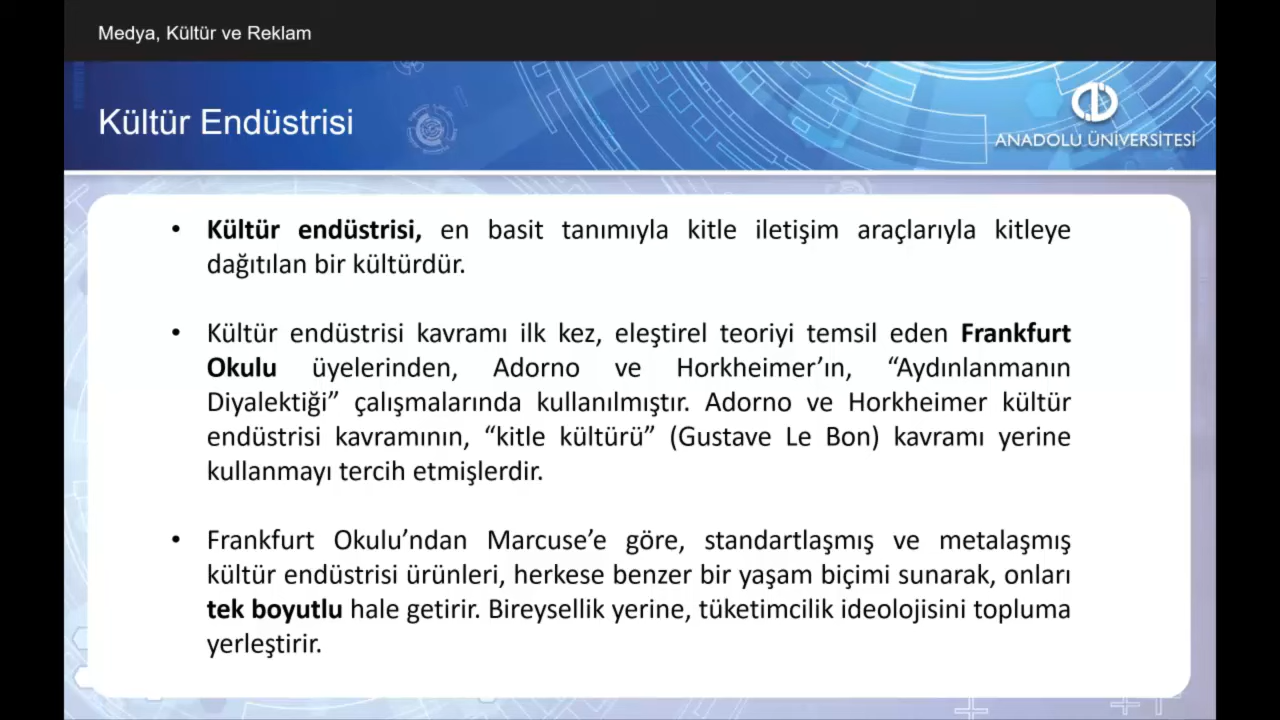 Medya, Kültür ve Reklam
Kültür Endüstrisi
ANADOLU ÜNİVERSİTESİ
• Kültür endüstrisi, en basit tanımıyla kitle iletişim araçlarıyla kitleye
dağıtılan bir kültürdür.
• Kültür endüstrisi kavramı ilk kez, eleştirel teoriyi temsil eden Frankfurt
Okulu üyelerinden, Adorno ve Horkheimer’ın, “Aydınlanmanın
Diyalektiği” çalışmalarında kullanılmıştır. Adorno ve Horkheimer kültür
endüstrisi kavramının, “kitle kültürü” (Gustave Le Bon) kavramı yerine
kullanmayı tercih etmişlerdir.
• Frankfurt Okulu’ndan Marcuse’e göre, standartlaşmış ve metalaşmış
kültür endüstrisi ürünleri, herkese benzer bir yaşam biçimi sunarak, onları
tek boyutlu hale getirir. Bireysellik yerine, tüketimcilik ideolojisini topluma
yerleştirir.